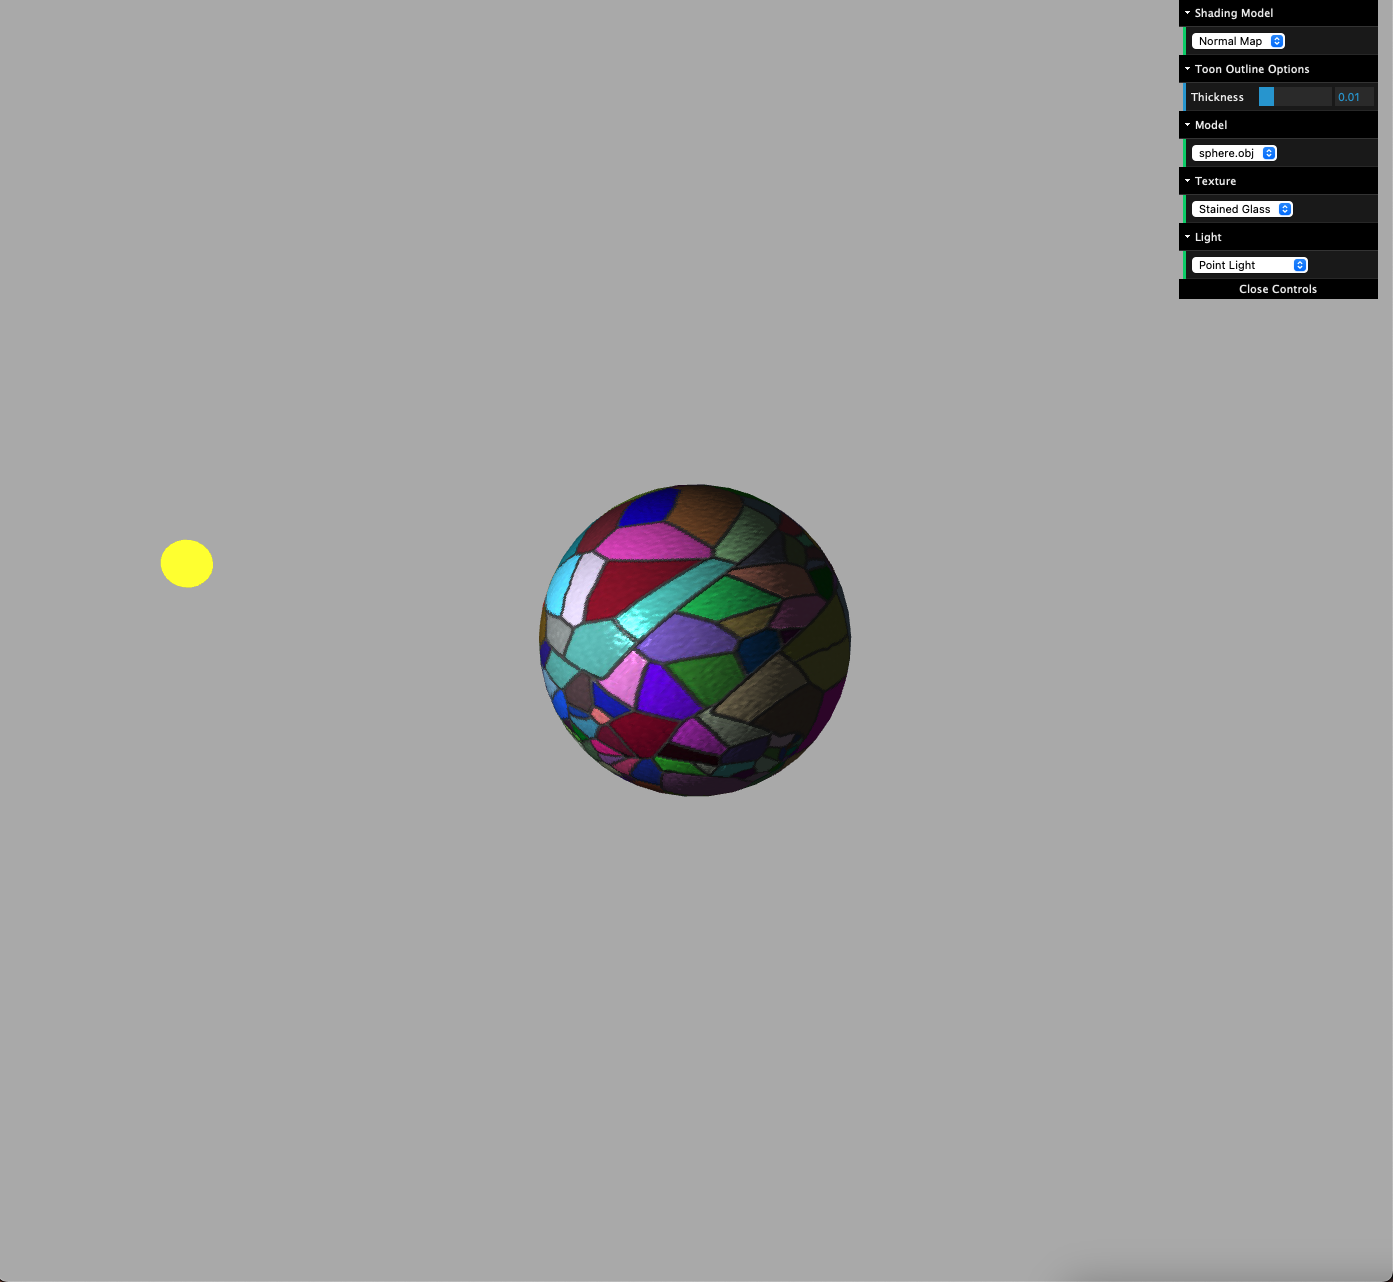 Shading Model
Normal Map
Toon Outline Options
Thickness 0.01
Model
sphere.obj
Texture
Stained Glass
Light
Point Light
Close Controls